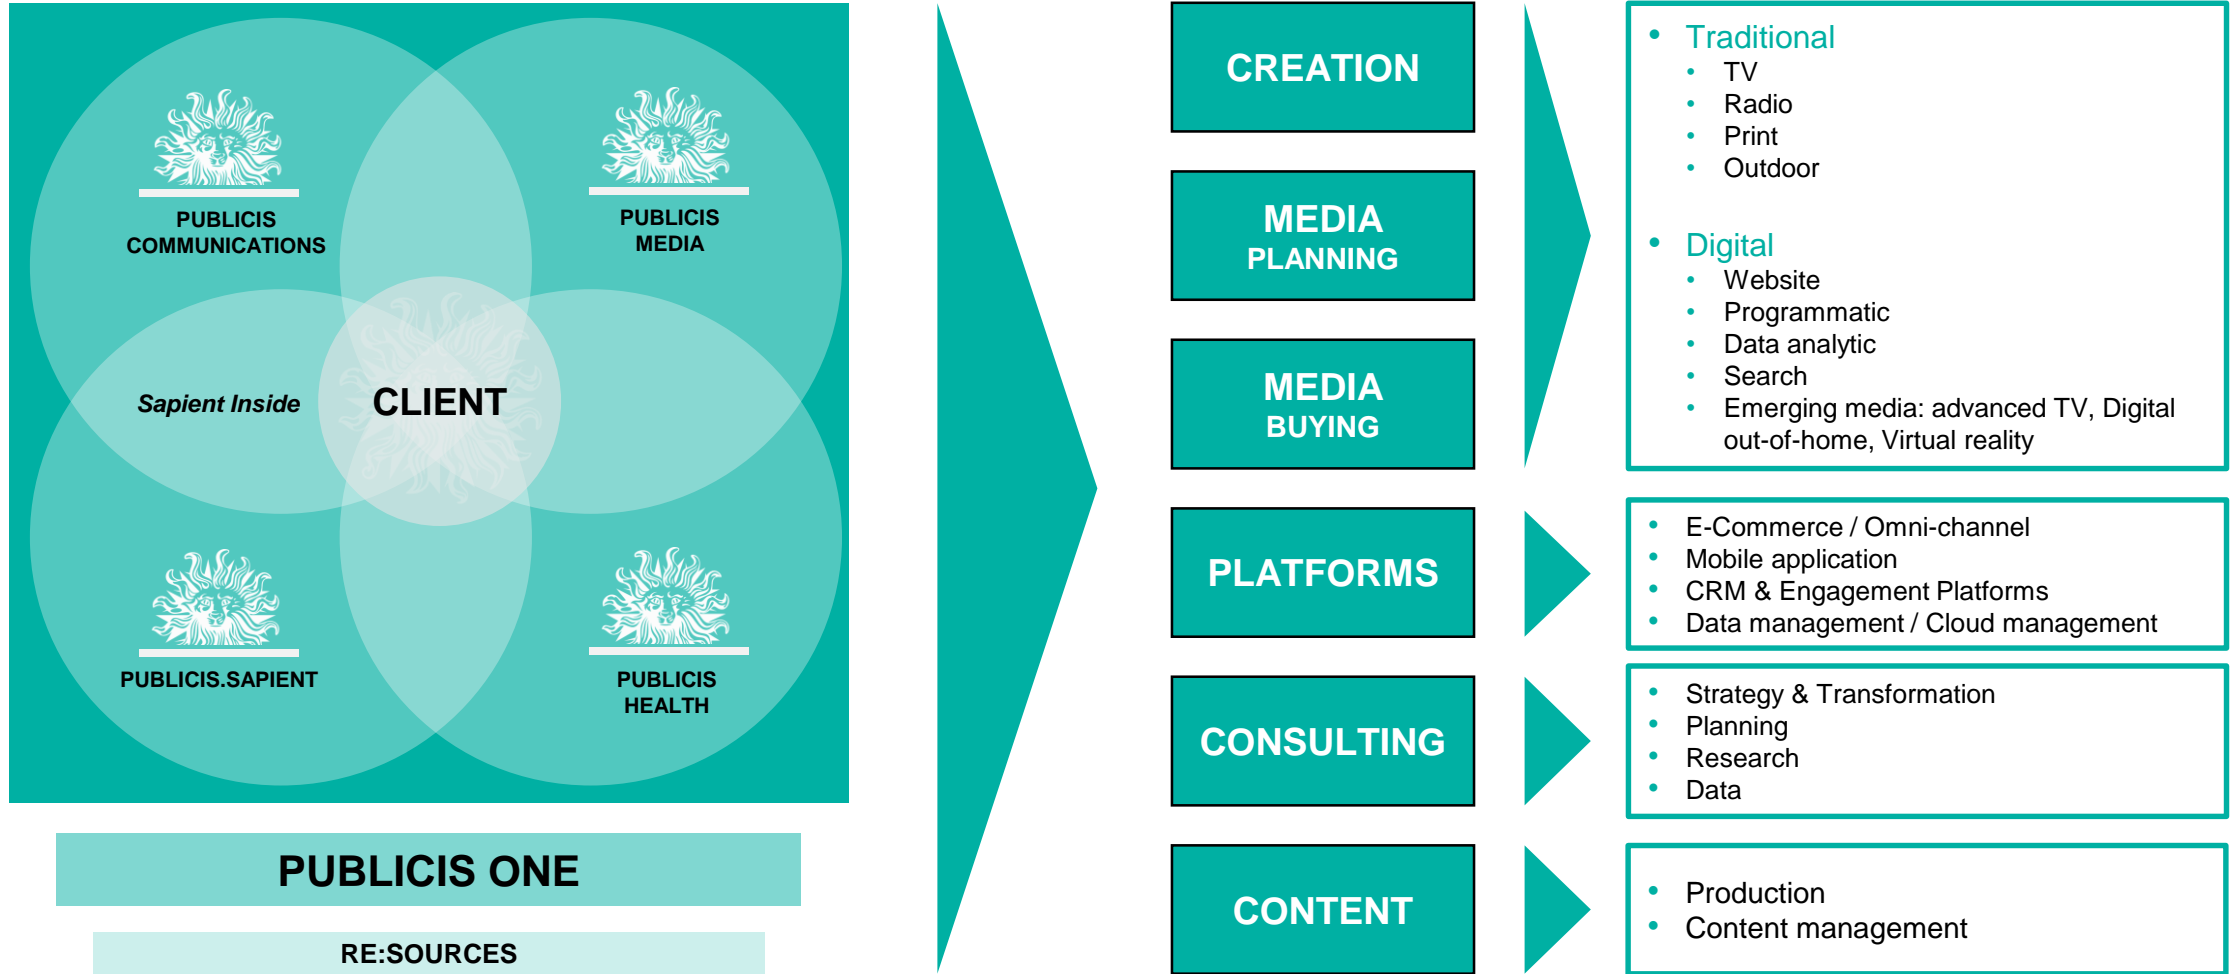 PUBLICIS
COMMUNICATIONS
PUBLICIS
MEDIA
Sapient Inside
CLIENT
PUBLICIS.SAPIENT
PUBLICIS
HEALTH
PUBLICIS ONE
RE:SOURCES
CREATION
MEDIA
PLANNING
MEDIA
BUYING
PLATFORMS
CONSULTING
CONTENT
• Traditional
• TV
• Radio
• Print
• Outdoor
• Digital
• Website
• Programmatic
• Data analytic
• Search
• Emerging media: advanced TV, Digital
out-of-home, Virtual reality
• E-Commerce / Omni-channel
• Mobile application
• CRM & Engagement Platforms
• Data management / Cloud management
• Strategy & Transformation
• Planning
• Research
• Data
• Production
• Content management